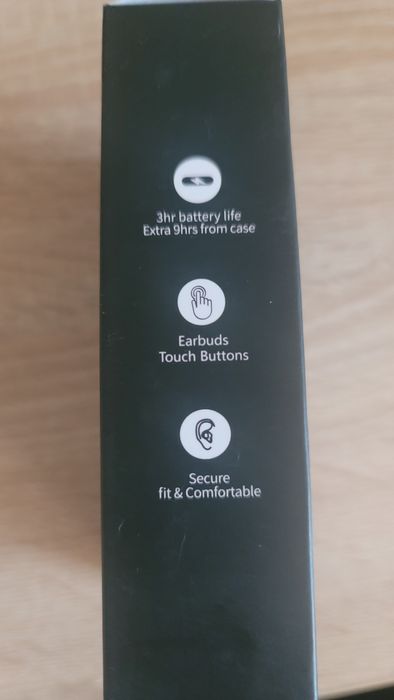 3hr battery life
Extra 9hrs from case
Earbuds
Touch Buttons
Secure
fit & Comfortable